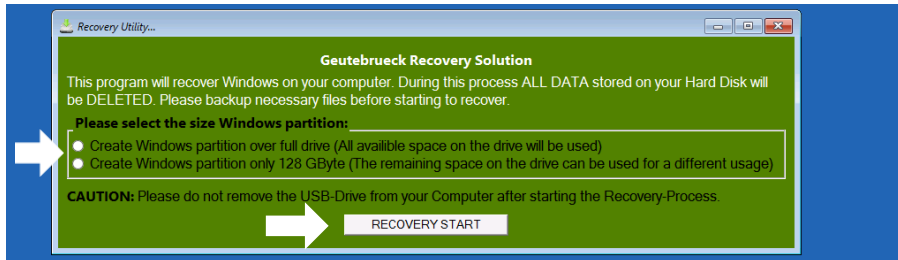 Recovery Utility...
Geutebrueck Recovery Solution
This program will recover Windows on your computer. During this process ALL DATA stored on your Hard Disk will
be DELETED. Please backup necessary files before starting to recover.
Please select the size Windows partition:
Create Windows partition over full drive (All availible space on the drive will be used)
Create Windows partition only 128 GByte (The remaining space on the drive can be used for a different usage)
CAUTION: Please do not remove the USB-Drive from your Computer after starting the Recovery-Process.
RECOVERY START